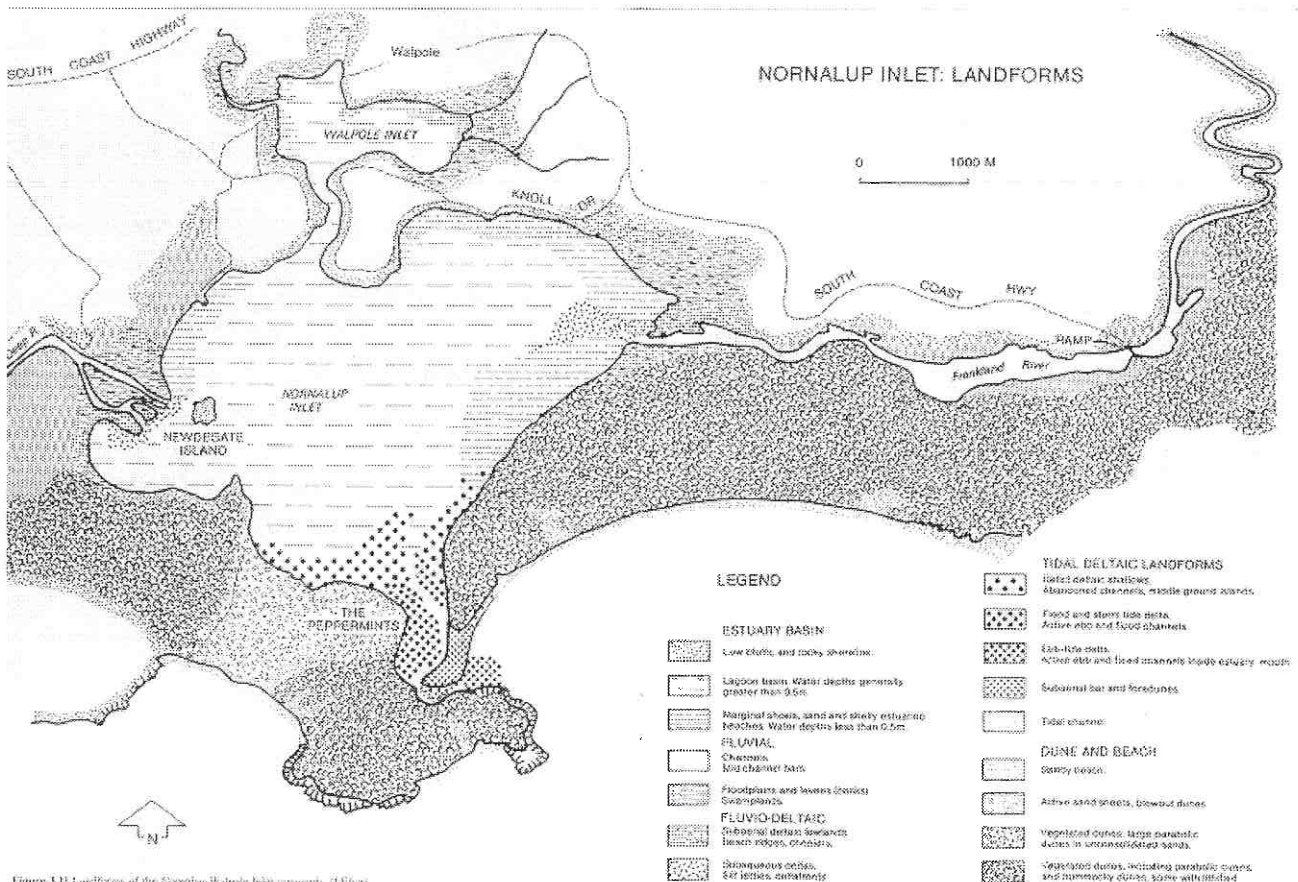 SOUTH COAST HIGHWAY
Walpole
NORNALUP INLET: LANDFORMS
WALPOLE INLET
0 1000 M
KNOLL DR
SOUTH COAST HWY
RAMP
Frankland River
R
NORNALUP
INLET
NEWDEGATE
ISLAND
THE
PEPPERMINTS
N
LEGEND
ESTUARY BASIN
Low cliffs and rocky shoreline
Lagoon basin. Water depths generally
greater than 0.5m
Marginal shoals, sand and shelly estuarine
beaches. Water depths less than 0.5m
FLUVIAL
Channels
Mid channel bars
Floodplains and levees (banks)
Swamplands
FLUVIO-DELTAIC
Subaerial deltaic lowlands
beach ridges, cheniers
Subaqueous deltas
Silt jetties,
TIDAL DELTAIC LANDFORMS
deltaic shallows
Abandoned channels, middle ground islands
Flood and storm tide delta
Active ebb and flood channels
Ebb-tide delta
Active ebb and flood channels inside estuary mouth
Subaerial bar and foredunes
Tidal channel
DUNE AND BEACH
Sandy beach
Active sand sheets, blowout dunes
Vegetated dunes, large parabolic
dunes in unconsolidated sands
Vegetated dunes, including parabolic dunes
and hummocky dunes, some with lithified
Landforms of the